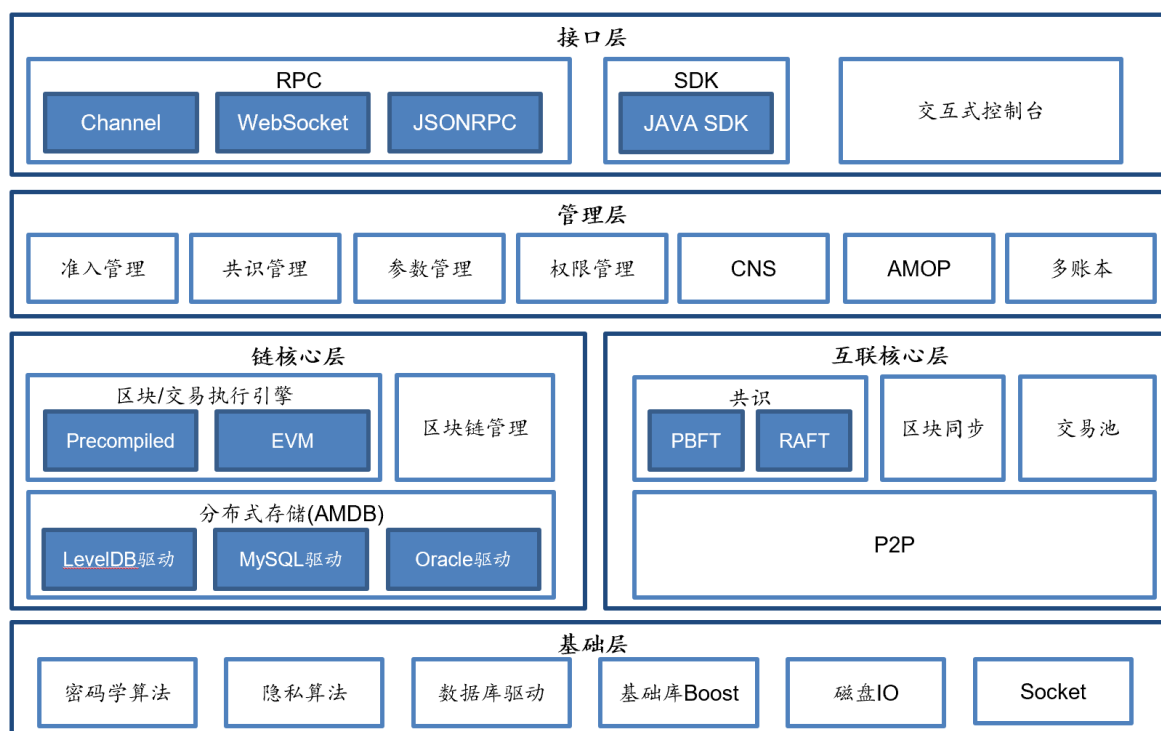 接口层
RPC
Channel
WebSocket
JSONRPC
SDK
JAVA SDK
交互式控制台
管理层
准入管理
共识管理
参数管理
权限管理
CNS
AMOP
多账本
链核心层
区块/交易执行引擎
Precompiled
EVM
区块链管理
分布式存储(AMDB)
LevelDB驱动
MySQL驱动
Oracle驱动
互联核心层
共识
PBFT
RAFT
区块同步
交易池
P2P
基础层
密码学算法
隐私算法
数据库驱动
基础库Boost
磁盘IO
Socket